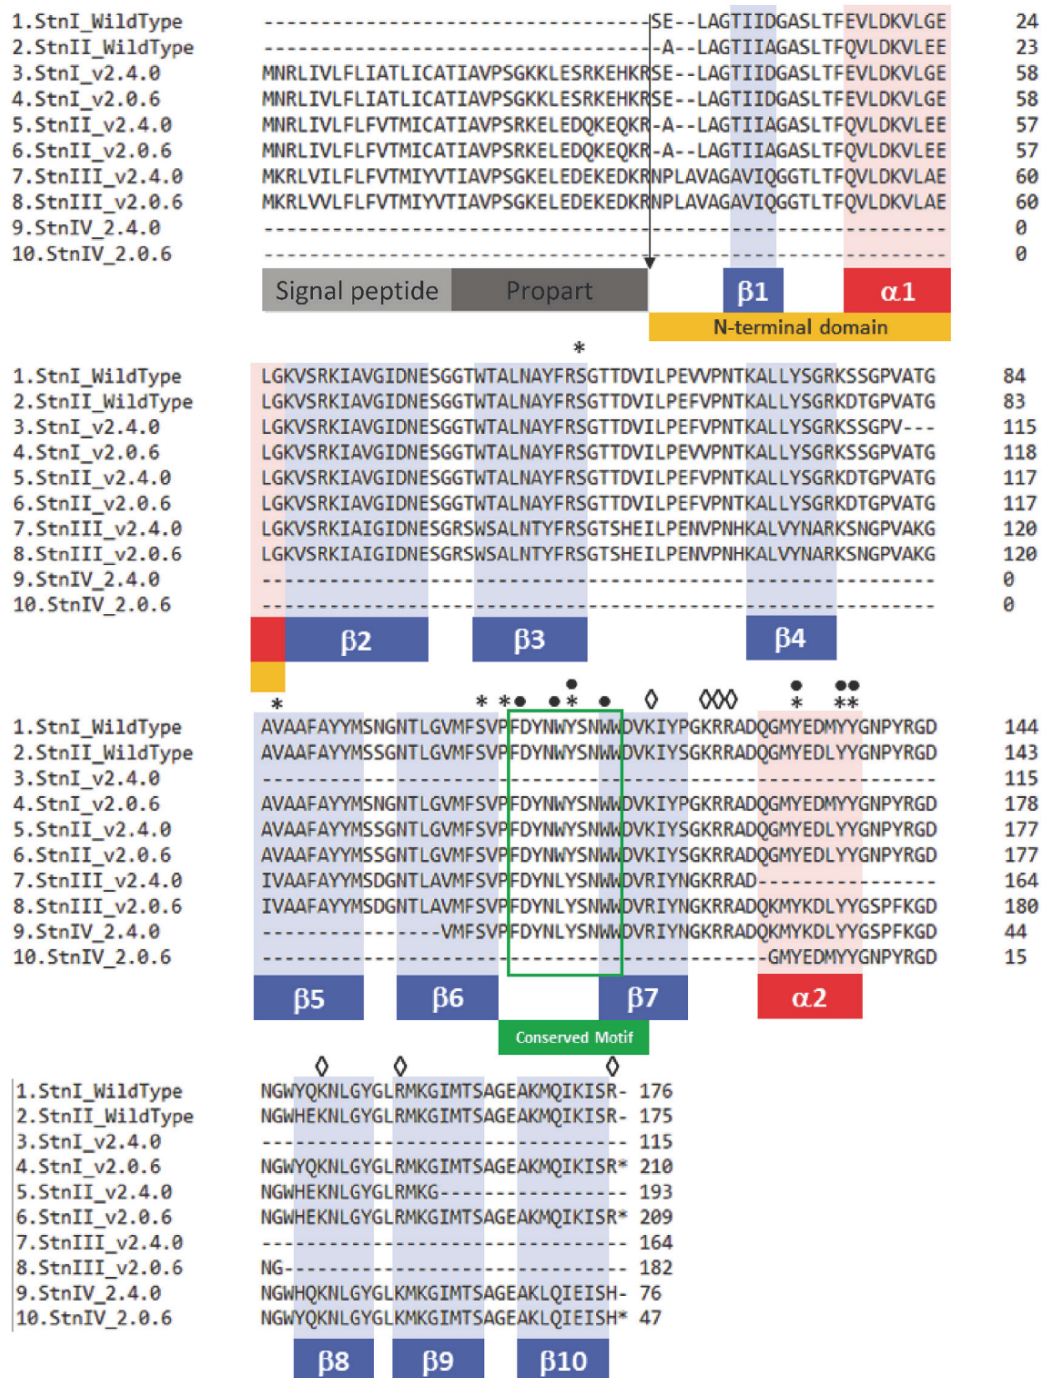 1.StnI_WildType ----------------------------------SE--LAGTIIDGASLTFEVLDKVLGE 24
2.StnII_WildType -----------------------------------A--LAGTIIAGASLTFQVLDKVLEE 23
3.StnI_v2.4.0 MNRLIVLFLIATLICATIAVPSGKKLESRKEHKRSE--LAGTIIDGASLTFEVLDKVLGE 58
4.StnI_v2.0.6 MNRLIVLFLIATLICATIAVPSGKKLESRKEHKRSE--LAGTIIDGASLTFEVLDKVLGE 58
5.StnII_v2.4.0 MNRLIVLFLFVTMICATIAVPSRKELEDQKEQKR-A--LAGTIIAGASLTFQVLDKVLEE 57
6.StnII_v2.0.6 MNRLIVLFLFVTMICATIAVPSRKELEDQKEQKR-A--LAGTIIAGASLTFQVLDKVLEE 57
7.StnIII_v2.4.0 MKRLVILFLFVTMIYVTIAVPSGKELEDEKEDKRNPLAVAGAVIQGGTLTFQVLDKVLAE 60
8.StnIII_v2.0.6 MKRLVVLFLFVTMIYVTIAVPSGKELEDEKEDKRNPLAVAGAVIQGGTLTFQVLDKVLAE 60
9.StnIV_2.4.0 ------------------------------------------------------------ 0
10.StnIV_2.0.6 ------------------------------------------------------------ 0
Signal peptide Propart β1 α1
N-terminal domain
*
1.StnI_WildType LGKVSRKIAVGIDNESGGTWTALNAYFRSGTTDVILPEVVPNTKALLYSGRKSSGPVATG 84
2.StnII_WildType LGKVSRKIAVGIDNESGGTWTALNAYFRSGTTDVILPEFVPNTKALLYSGRKDTGPVATG 83
3.StnI_v2.4.0 LGKVSRKIAVGIDNESGGTWTALNAYFRSGTTDVILPEFVPNTKALLYSGRKSSGPV--- 115
4.StnI_v2.0.6 LGKVSRKIAVGIDNESGGTWTALNAYFRSGTTDVILPEVVPNTKALLYSGRKSSGPVATG 118
5.StnII_v2.4.0 LGKVSRKIAVGIDNESGGTWTALNAYFRSGTTDVILPEFVPNTKALLYSGRKDTGPVATG 117
6.StnII_v2.0.6 LGKVSRKIAVGIDNESGGTWTALNAYFRSGTTDVILPEFVPNTKALLYSGRKDTGPVATG 117
7.StnIII_v2.4.0 LGKVSRKIAIGIDNESGRSWSALNTYFRSGTSHEILPENVPNHKALVYNARKSNGPVAKG 120
8.StnIII_v2.0.6 LGKVSRKIAIGIDNESGRSWSALNTYFRSGTSHEILPENVPNHKALVYNARKSNGPVAKG 120
9.StnIV_2.4.0 ------------------------------------------------------------ 0
10.StnIV_2.0.6 ------------------------------------------------------------ 0
β2 β3 β4
● ● ●●
* * *● ●* ● ◊ ◊◊◊ * **
1.StnI_WildType AVAAFAYYMSNGNTLGVMFSVPFDYNWYSNWWDVKIYPGKRRADQGMYEDMYYGNPYRGD 144
2.StnII_WildType AVAAFAYYMSSGNTLGVMFSVPFDYNWYSNWWDVKIYSGKRRADQGMYEDLYYGNPYRGD 143
3.StnI_v2.4.0 ------------------------------------------------------------ 115
4.StnI_v2.0.6 AVAAFAYYMSNGNTLGVMFSVPFDYNWYSNWWDVKIYPGKRRADQGMYEDMYYGNPYRGD 178
5.StnII_v2.4.0 AVAAFAYYMSSGNTLGVMFSVPFDYNWYSNWWDVKIYSGKRRADQGMYEDLYYGNPYRGD 177
6.StnII_v2.0.6 AVAAFAYYMSSGNTLGVMFSVPFDYNWYSNWWDVKIYSGKRRADQGMYEDLYYGNPYRGD 177
7.StnIII_v2.4.0 IVAAFAYYMSDGNTLAVMFSVPFDYNLYSNWWDVRIYNGKRRAD---------------- 164
8.StnIII_v2.0.6 IVAAFAYYMSDGNTLAVMFSVPFDYNLYSNWWDVRIYNGKRRADQKMYKDLYYGSPFKGD 180
9.StnIV_2.4.0 ----------------VMFSVPFDYNLYSNWWDVRIYNGKRRADQKMYKDLYYGSPFKGD 44
10.StnIV_2.0.6 ---------------------------------------------GMYEDMYYGNPYRGD 15
β5 β6 β7 α2
Conserved Motif
◊ ◊ ◊
1.StnI_WildType NGWYQKNLGYGLRMKGIMTSAGEAKMQIKISR- 176
2.StnII_WildType NGWHEKNLGYGLRMKGIMTSAGEAKMQIKISR- 175
3.StnI_v2.4.0 --------------------------------- 115
4.StnI_v2.0.6 NGWYQKNLGYGLRMKGIMTSAGEAKMQIKISR* 210
5.StnII_v2.4.0 NGWHEKNLGYGLRMKG----------------- 193
6.StnII_v2.0.6 NGWHEKNLGYGLRMKGIMTSAGEAKMQIKISR* 209
7.StnIII_v2.4.0 --------------------------------- 164
8.StnIII_v2.0.6 NG------------------------------- 182
9.StnIV_2.4.0 NGWHQKNLGYGLKMKGIMTSAGEAKLQIEISH- 76
10.StnIV_2.0.6 NGWYQKNLGYGLKMKGIMTSAGEAKLQIEISH* 47
β8 β9 β10